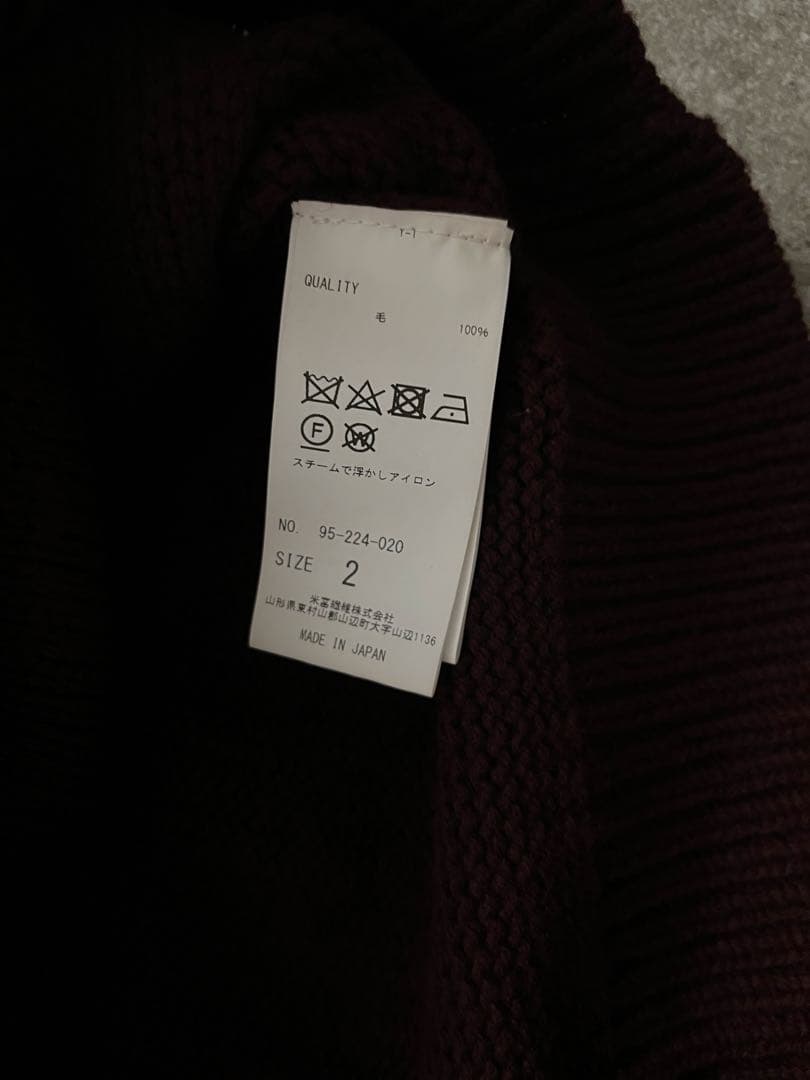 Y-1
QUALITY
毛 100%
F
W
スチームで浮かしアイロン
NO. 95-224-020
SIZE 2
米富繊維株式会社
山形県東村山郡山辺町大字山辺1136
MADE IN JAPAN